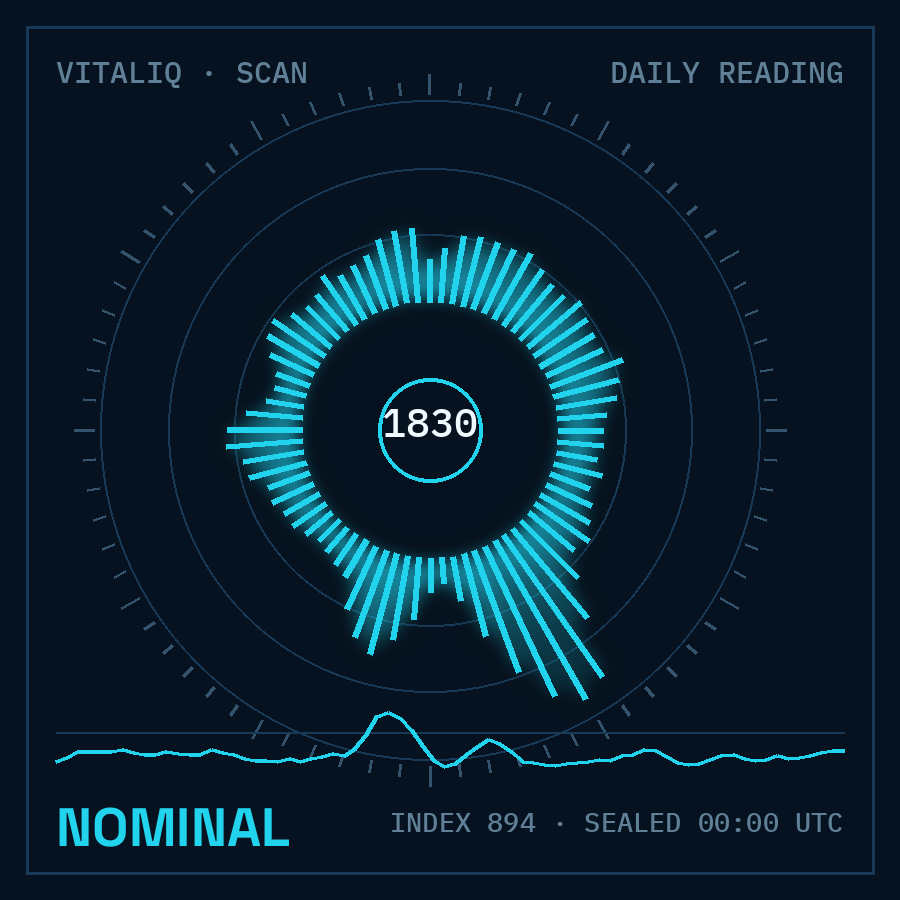 VITALIQ · SCAN
DAILY READING
1830
NOMINAL
INDEX 894 · SEALED 00:00 UTC